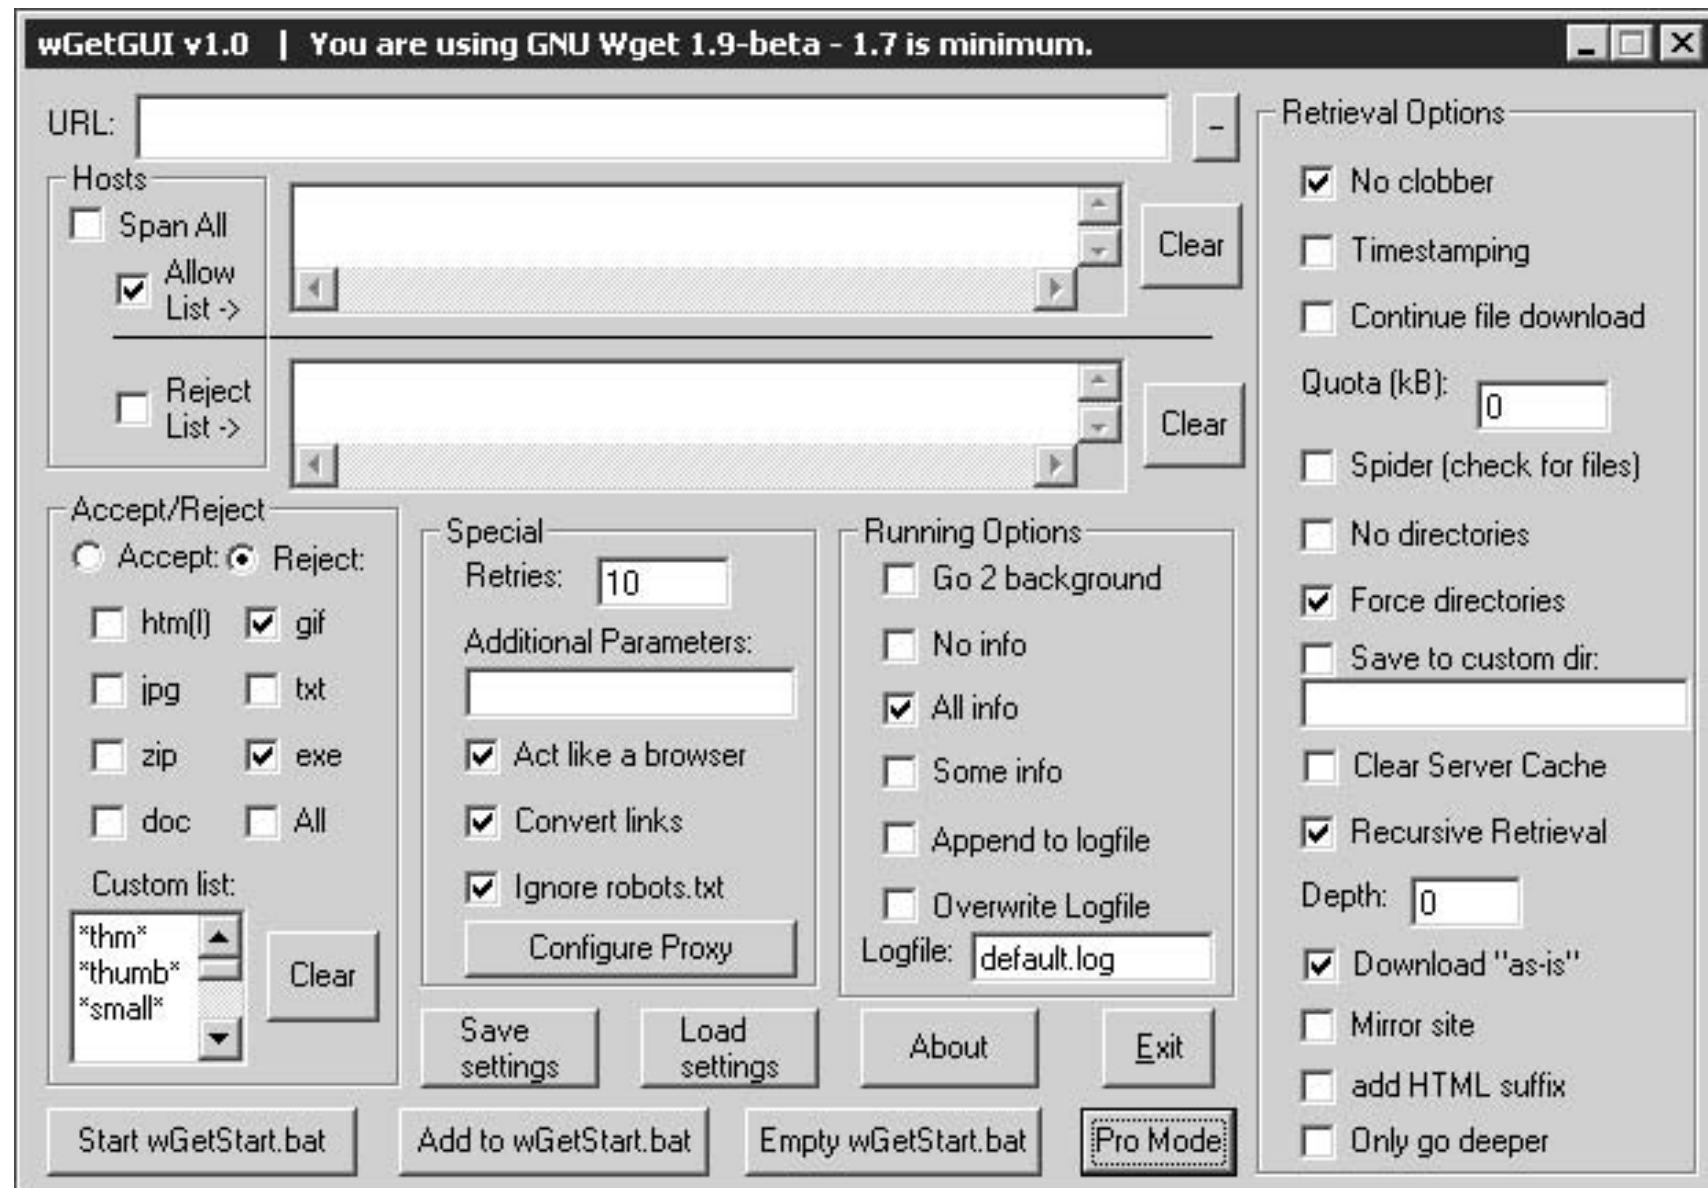 wGetGUI v1.0 | You are using GNU Wget 1.9-beta - 1.7 is minimum.
URL:
-
Hosts
Span All
Allow
List ->
Clear
Reject
List ->
Clear
Accept/Reject
Accept: Reject:
htm(l) gif
jpg txt
zip exe
doc All
Custom list:
*thm*
*thumb*
*small*
Clear
Special
Retries: 10
Additional Parameters:
Act like a browser
Convert links
Ignore robots.txt
Configure Proxy
Running Options
Go 2 background
No info
All info
Some info
Append to logfile
Overwrite Logfile
Logfile: default.log
Save
settings
Load
settings
About
Exit
Start wGetStart.bat
Add to wGetStart.bat
Empty wGetStart.bat
Pro Mode
Retrieval Options
No clobber
Timestamping
Continue file download
Quota (kB): 0
Spider (check for files)
No directories
Force directories
Save to custom dir:
Clear Server Cache
Recursive Retrieval
Depth: 0
Download "as-is"
Mirror site
add HTML suffix
Only go deeper